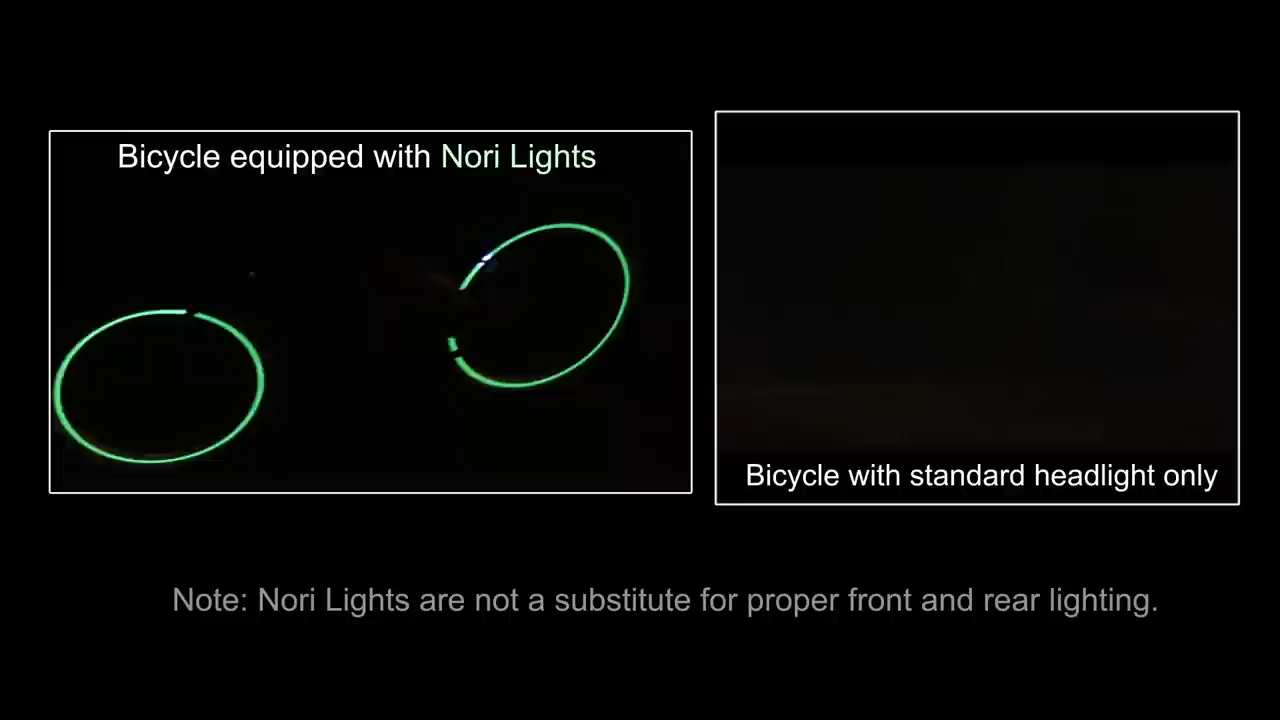 Bicycle equipped with Nori Lights
Bicycle with standard headlight only
Note: Nori Lights are not a substitute for proper front and rear lighting.